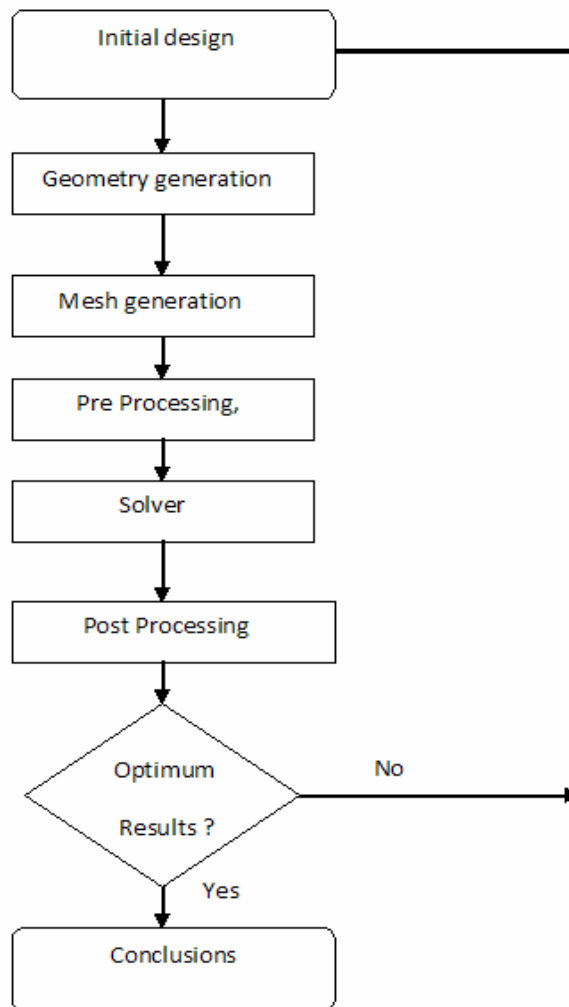 Initial design
Geometry generation
Mesh generation
Pre Processing,
Solver
Post Processing
Optimum
Results ?
No
Yes
Conclusions